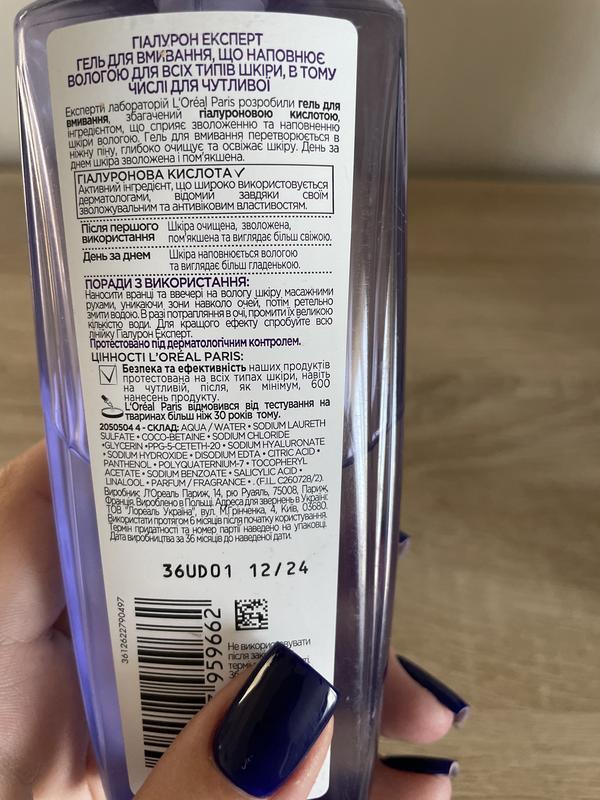 ГІАЛУРОН ЕКСПЕРТ
ГЕЛЬ ДЛЯ ВМИВАННЯ, ЩО НАПОВНЮЄ
ВОЛОГОЮ ДЛЯ ВСІХ ТИПІВ ШКІРИ, В ТОМУ
ЧИСЛІ ДЛЯ ЧУТЛИВОЇ
Експерти лабораторій L'Oréal Paris розробили гель для
вмивання, збагачений гіалуроновою кислотою,
інгредієнтом, що сприяє зволоженню та наповненню
шкіри вологою. Гель для вмивання перетворюється в
ніжну піну, глибоко очищує та освіжає шкіру. День за
днем шкіра зволожена і пом'якшена.
ГІАЛУРОНОВА КИСЛОТА ✓
Активний інгредієнт, що широко використовується
дерматологами, відомий завдяки своїм
зволожувальним та антивіковим властивостям.
Після першого використання Шкіра очищена, зволожена,
пом'якшена та виглядає більш свіжою.
День за днем Шкіра наповнюється вологою
та виглядає більш гладенькою.
ПОРАДИ З ВИКОРИСТАННЯ:
Наносити вранці та ввечері на вологу шкіру масажними
рухами, уникаючи зони навколо очей, потім ретельно
змити водою. В разі потрапляння в очі, промити їх великою
кількістю води. Для кращого ефекту спробуйте всю
лінійку Гіалурон Експерт.
Протестовано під дерматологічним контролем.
ЦІННОСТІ L'ORÉAL PARIS:
Безпека та ефективність наших продуктів
протестована на всіх типах шкіри, навіть
на чутливій, після, як мінімум, 600
нанесень продукту.
L'Oréal Paris відмовився від тестування на
тваринах більш ніж 30 років тому.
2050504 4 - СКЛАД: AQUA / WATER • SODIUM LAURETH
SULFATE • COCO-BETAINE • SODIUM CHLORIDE
•GLYCERIN •PPG-5-CETETH-20 • SODIUM HYALURONATE
• SODIUM HYDROXIDE • DISODIUM EDTA • CITRIC ACID •
PANTHENOL • POLYQUATERNIUM-7 • TOCOPHERYL
ACETATE • SODIUM BENZOATE • SALICYLIC ACID •
LINALOOL • PARFUM / FRAGRANCE • . (F.I.L. C260728/2).
Виробник: Л'Ореаль Париж, 14, рю Руаяль, 75008, Париж,
Франція. Вироблено в Польщі. Адреса для звернень в Україні:
ТОВ "Лореаль Україна", вул. М.Грінченка, 4, Київ, 03680.
Використати протягом 6 місяців після початку користування.
Термін придатності та номер партії наведено на упаковці.
Дата виробництва за 36 місяців до наведеної дати.
36UD01 12/24
3612622790497
959662
Не використовувати
після